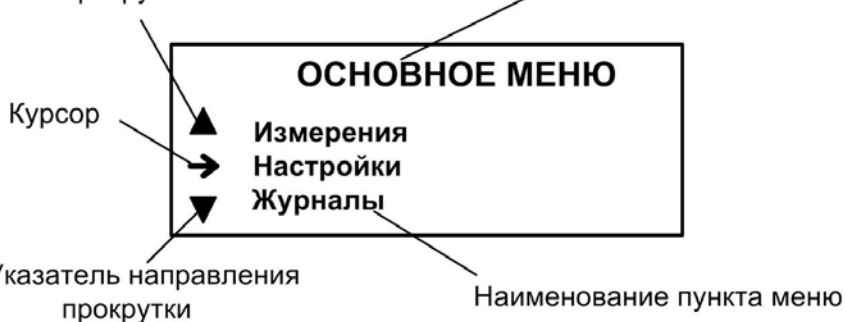 ОСНОВНОЕ МЕНЮ
Курсор
Измерения
Настройки
Журналы
Указатель направления
прокрутки
Наименование пункта меню